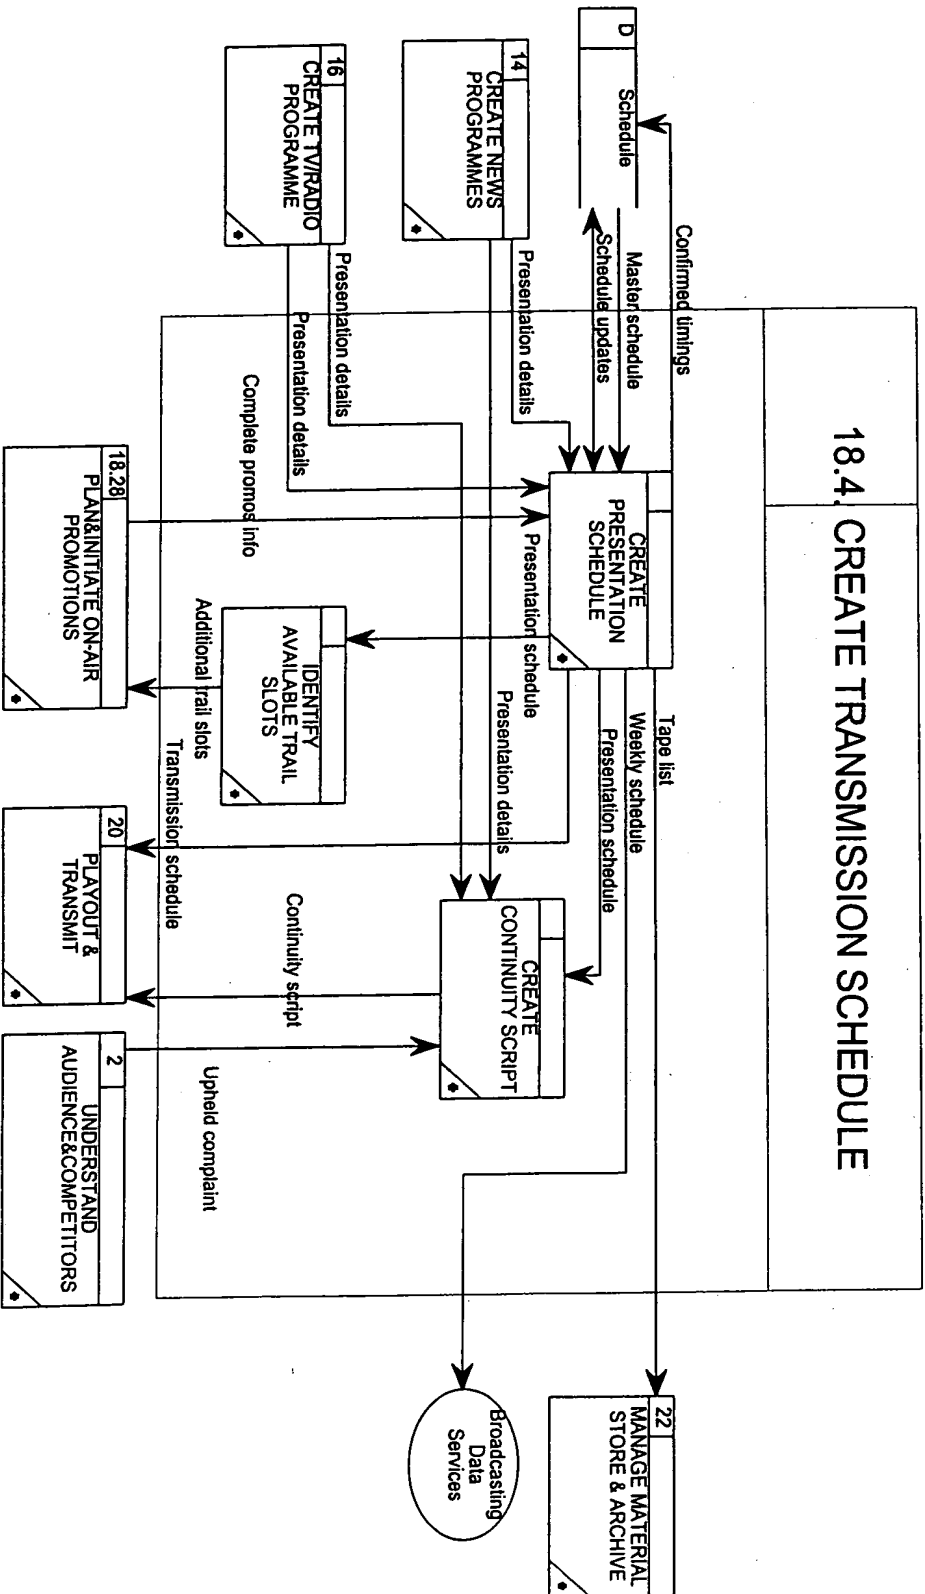 18.4. CREATE TRANSMISSION SCHEDULE
Confirmed timings
D
Schedule
Master schedule
Schedule updates
14
CREATE NEWS
PROGRAMMES
Presentation details
16
CREATE TV/RADIO
PROGRAMME
Presentation details
Presentation details
Complete promos info
CREATE
PRESENTATION
SCHEDULE
Tape list
Weekly schedule
Presentation schedule
Presentation schedule
Presentation details
IDENTIFY
AVAILABLE TRAIL
SLOTS
Additional trail slots
Transmission schedule
CREATE
CONTINUITY SCRIPT
Continuity script
Upheld complaint
18.28
PLAN&INITIATE ON-AIR
PROMOTIONS
20
PLAYOUT &
TRANSMIT
2
UNDERSTAND
AUDIENCE&COMPETITORS
22
MANAGE MATERIAL
STORE & ARCHIVE
Broadcasting
Data
Services